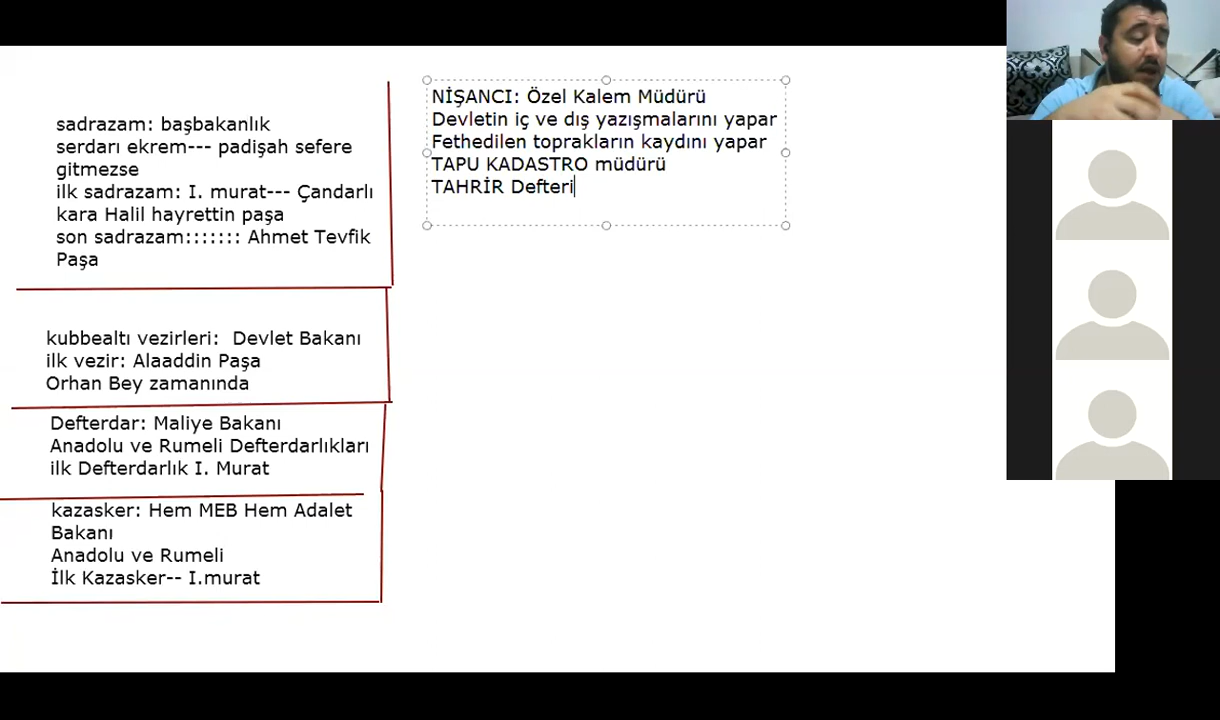 sadrazam: başbakanlık
serdarı ekrem--- padişah sefere
gitmezse
ilk sadrazam: I. murat--- Çandarlı
kara Halil hayrettin paşa
son sadrazam::::::: Ahmet Tevfik
Paşa
kubbealtı vezirleri:  Devlet Bakanı
ilk vezir: Alaaddin Paşa
Orhan Bey zamanında
Defterdar: Maliye Bakanı
Anadolu ve Rumeli Defterdarlıkları
ilk Defterdarlık I. Murat
kazasker: Hem MEB Hem Adalet
Bakanı
Anadolu ve Rumeli
İlk Kazasker-- I.murat
NİŞANCI: Özel Kalem Müdürü
Devletin iç ve dış yazışmalarını yapar
Fethedilen toprakların kaydını yapar
TAPU KADASTRO müdürü
TAHRİR Defteri